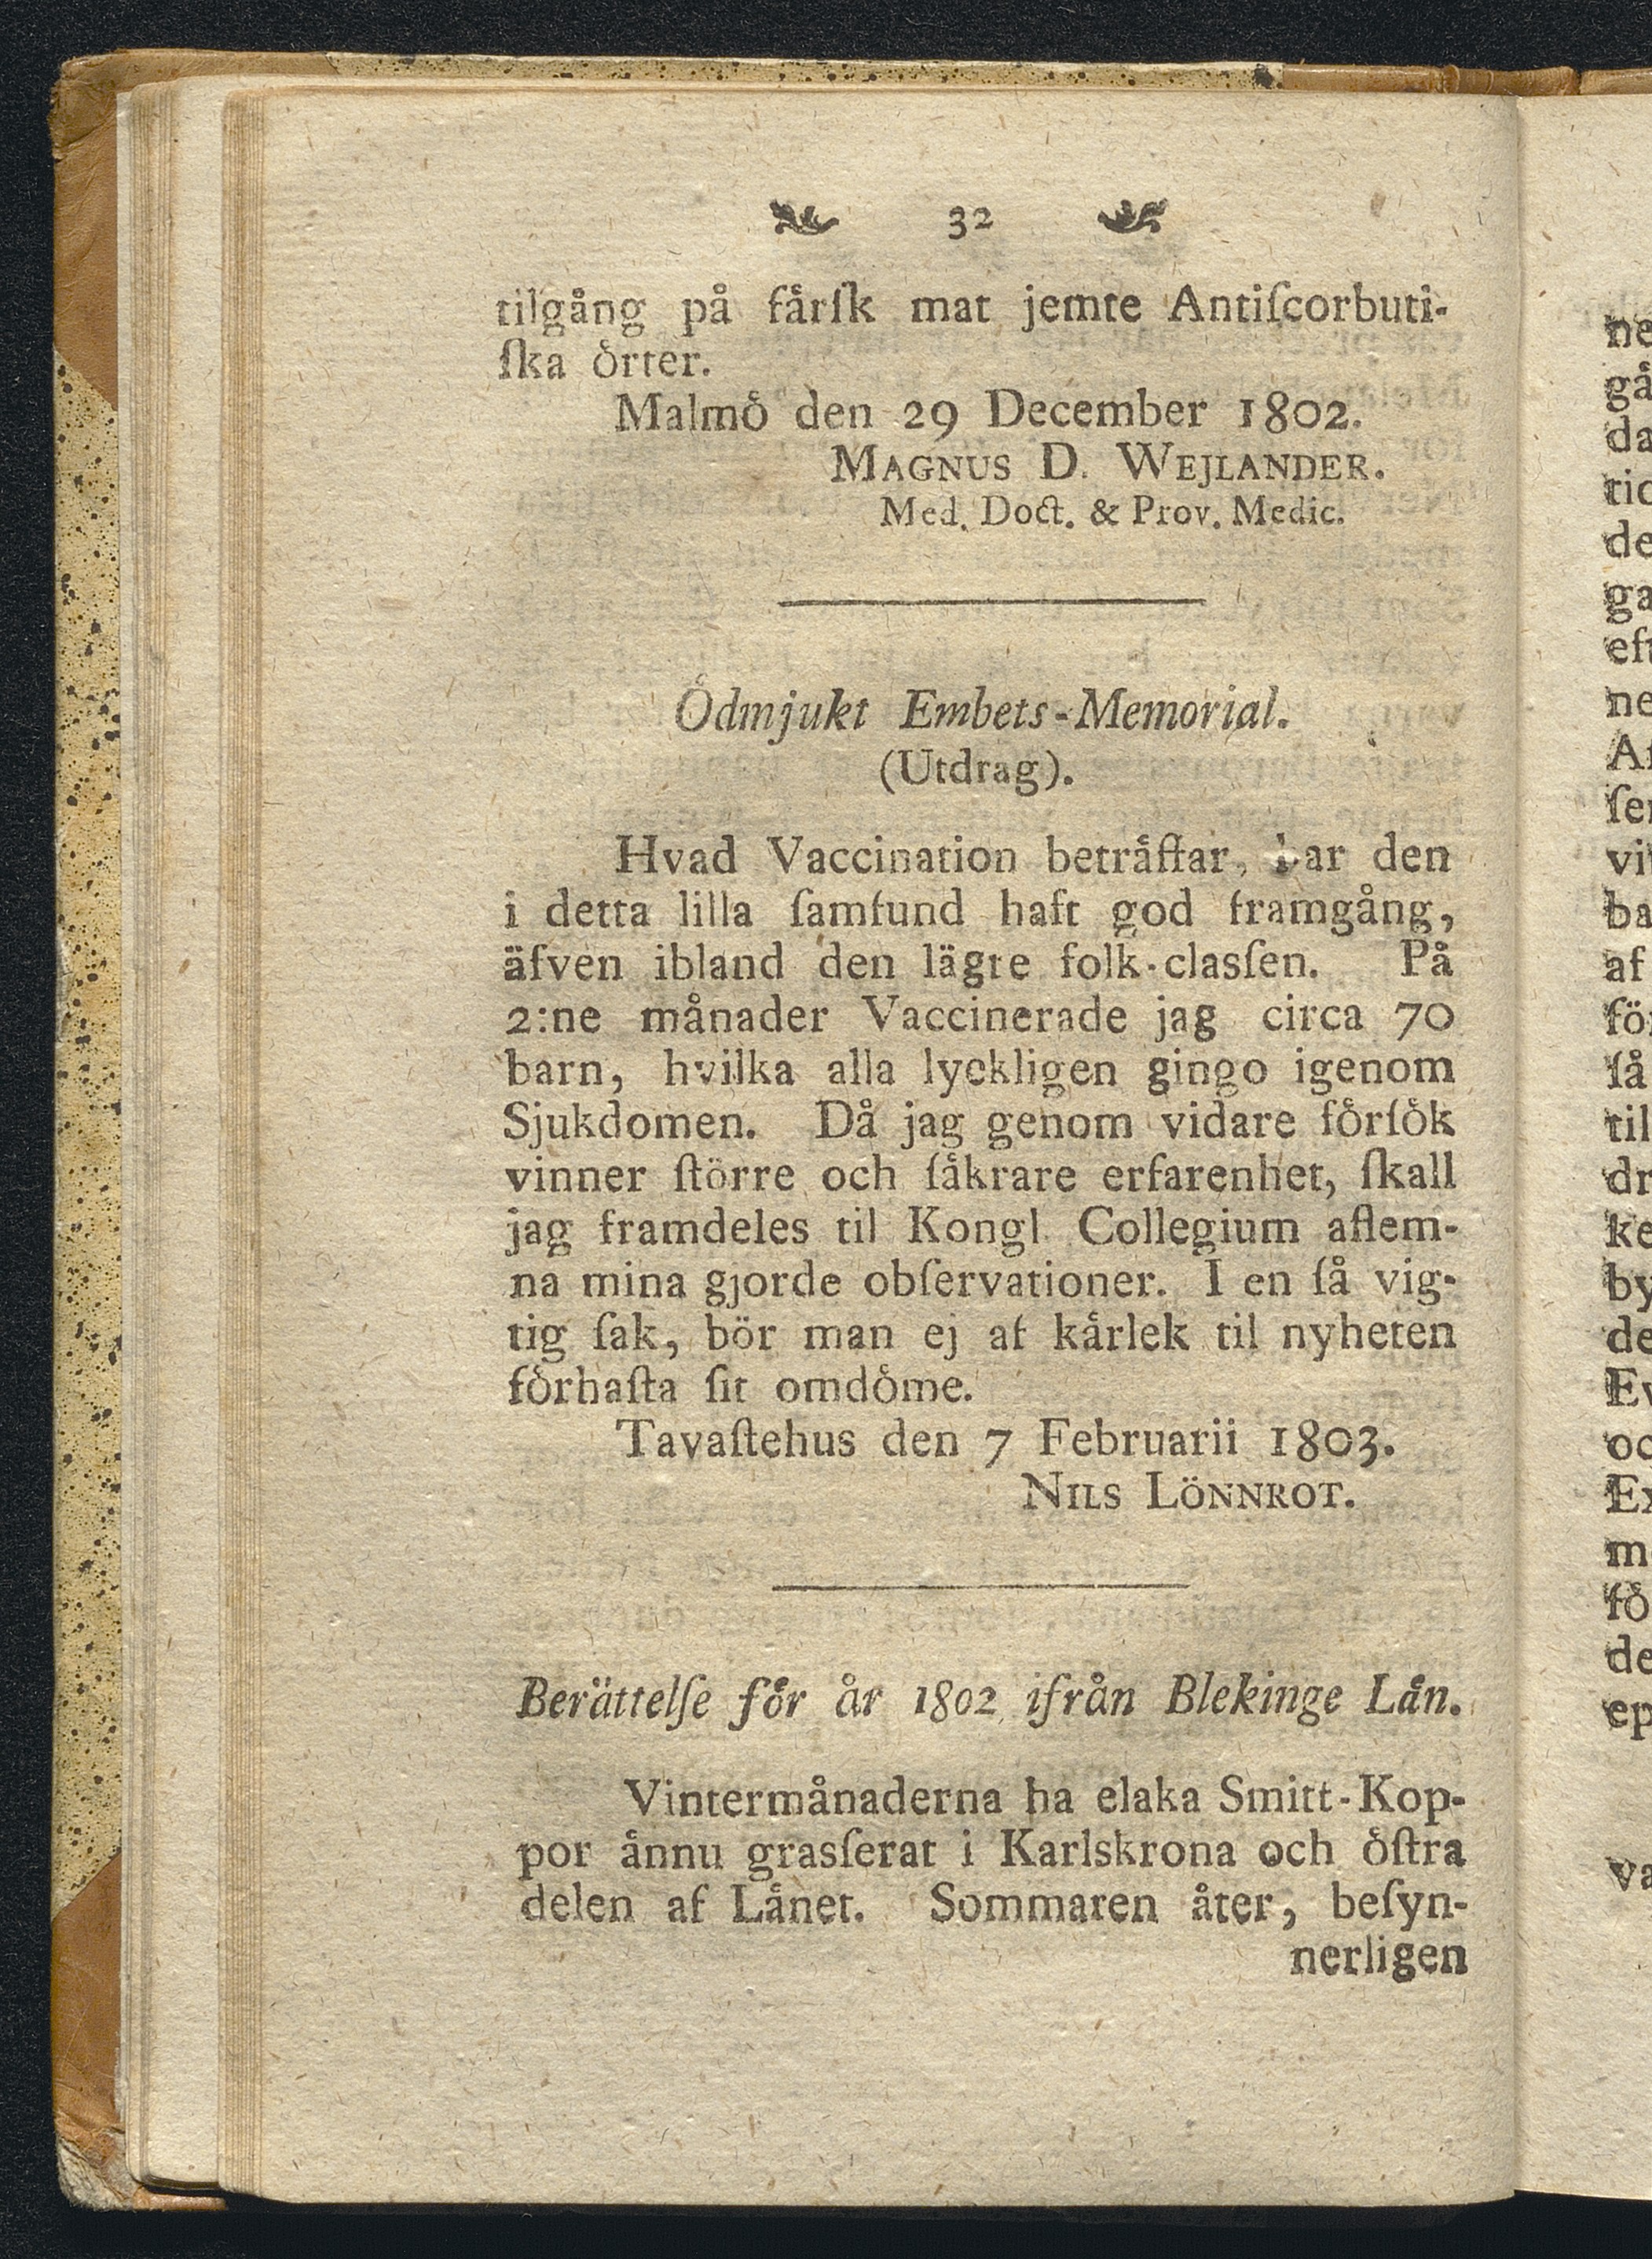 32
tilgång på färſk mat jemte Antiſcorbuti-
ſka örter.
Malmö den 29 December 1802.
MAGNUS D. WEJLANDER.
Med. Doct. & Prov. Medic.
Ödmjukt Embets-Memorial.
(Utdrag).
Hvad Vaccination beträffar, har den
i detta lilla ſamfund haft god framgång,
äfven ibland den lägre folk-clasſen. På
2:ne månader Vaccinerade jag circa 70
barn, hvilka alla lyckligen gingo igenom
Sjukdomen. Då jag genom vidare förſök
vinner ſtörre och ſäkrare erfarenhet, ſkall
jag framdeles til Kongl. Collegium aflem-
na mina gjorde obſervationer. I en ſå vig-
tig ſak, bör man ej af kärlek til nyheten
förhaſta ſit omdöme.
Tavaſtehus den 7 Februarii 1803.
NILS LÖNNROT.
Berättelſe för år 1802 ifrån Blekinge Län.
Vintermånaderna ha elaka Smitt-Kop-
por ännu grasſerat i Karlskrona och öſtra
delen af Länet. Sommaren åter, beſyn-
nerligen